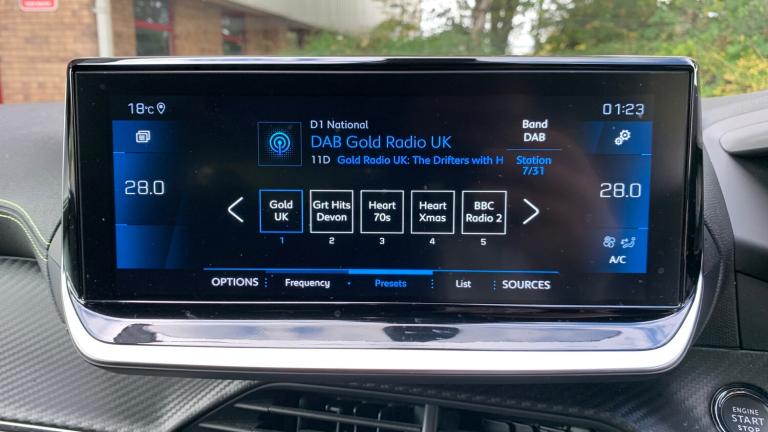 18°C
01:23
D1 National
DAB Gold Radio UK
11D Gold Radio UK: The Drifters with H
Band
DAB
Station
7/31
28.0
28.0
Gold
UK
1
Grt Hits
Devon
2
Heart
70s
3
Heart
Xmas
4
BBC
Radio 2
5
A/C
OPTIONS
Frequency
Presets
List
SOURCES
ENGINE
START
STOP